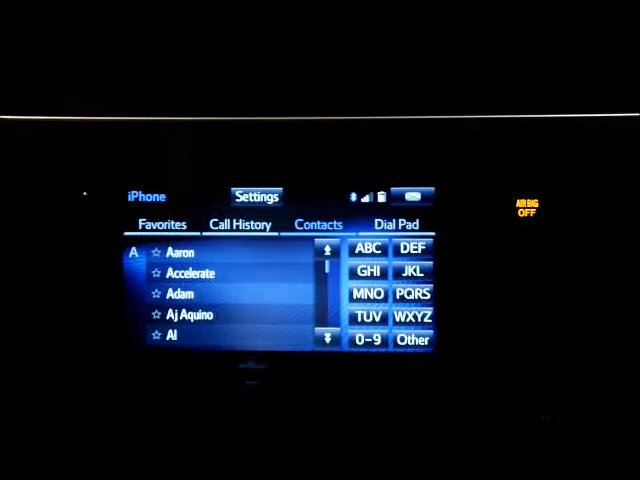 iPhone Settings
Favorites Call History Contacts Dial Pad
A
Aaron
Accelerate
Adam
Aj Aquino
Al
ABC DEF
GHI JKL
MNO PQRS
TUV WXYZ
0-9 Other
AIR BAG
OFF